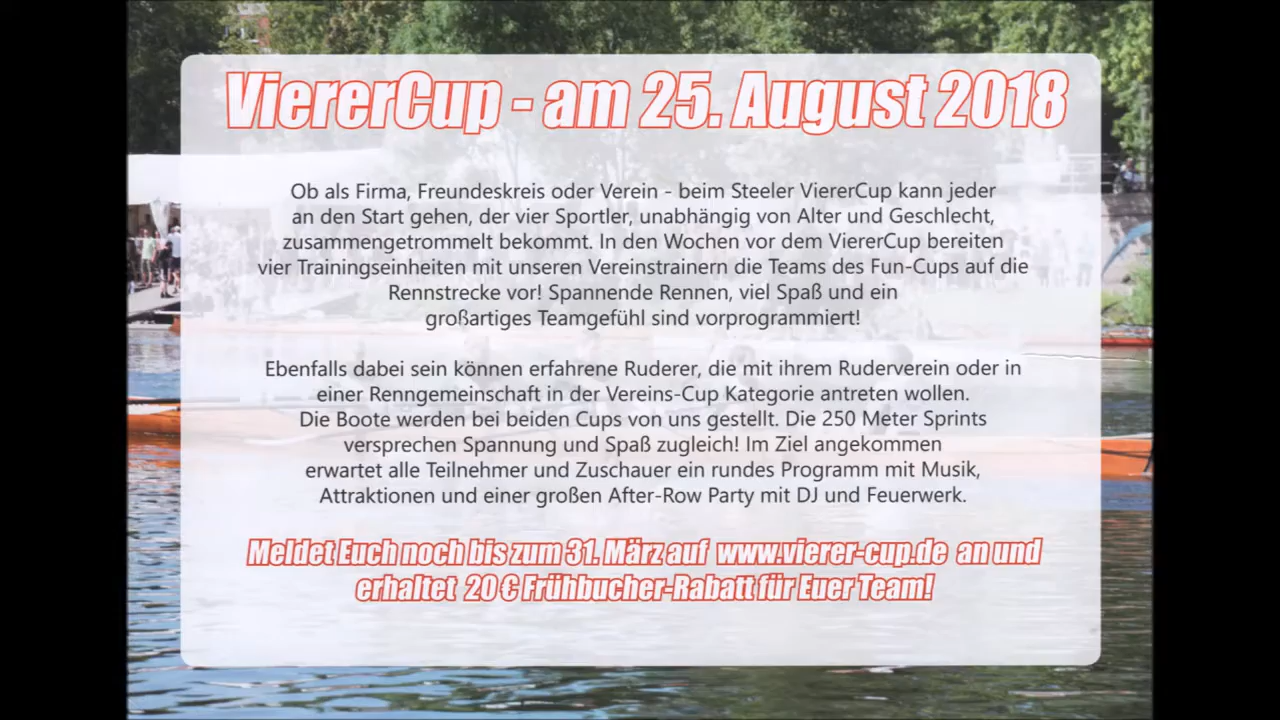 ViererCup - am 25. August 2018
Ob als Firma, Freundeskreis oder Verein - beim Steeler ViererCup kann jeder
an den Start gehen, der vier Sportler, unabhängig von Alter und Geschlecht,
zusammengetrommelt bekommt. In den Wochen vor dem ViererCup bereiten
vier Trainingseinheiten mit unseren Vereinstrainern die Teams des Fun-Cups auf die
Rennstrecke vor! Spannende Rennen, viel Spaß und ein
großartiges Teamgefühl sind vorprogrammiert!
Ebenfalls dabei sein können erfahrene Ruderer, die mit ihrem Ruderverein oder in
einer Renngemeinschaft in der Vereins-Cup Kategorie antreten wollen.
Die Boote werden bei beiden Cups von uns gestellt. Die 250 Meter Sprints
versprechen Spannung und Spaß zugleich! Im Ziel angekommen
erwartet alle Teilnehmer und Zuschauer ein rundes Programm mit Musik,
Attraktionen und einer großen After-Row Party mit DJ und Feuerwerk.
Meldet Euch noch bis zum 31. März auf www.vierer-cup.de an und
erhaltet 20 € Frühbucher-Rabatt für Euer Team!